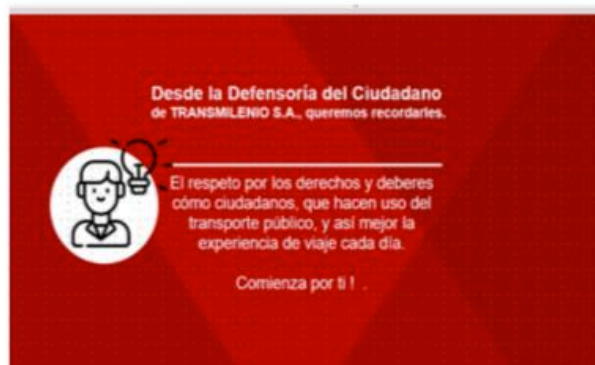 Desde la Defensoría del Ciudadano
de TRANSMILENIO S.A., queremos recordarles.
El respeto por los derechos y deberes
cómo ciudadanos, que hacen uso del
transporte público, y así mejor la
experiencia de viaje cada día.
Comienza por ti ! .